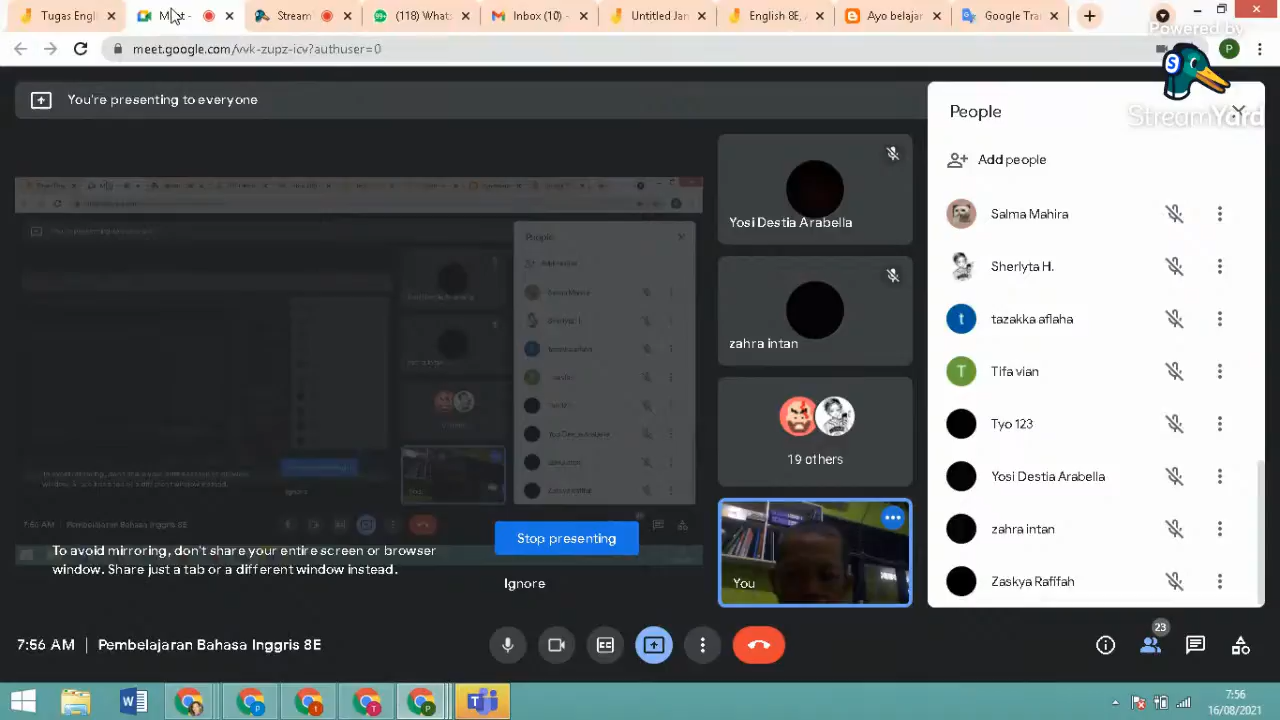 Tugas Engl
Meet -
Stream
(118) What:
(10) -
Untitled Jan
English 8E,
Ayo belajar
Google Tra
meet.google.com/vvk-zupz-icv?authuser=0
P
Powered by
StreamYard
You're presenting to everyone
People
Add people
Yosi Destia Arabella
zahra intan
19 others
You
Salma Mahira
Sherlyta H.
t tazakka aflaha
T Tifa vian
Tyo 123
Yosi Destia Arabella
zahra intan
Zaskya Rafifah
To avoid mirroring, don't share your entire screen or browser
window. Share just a tab or a different window instead.
Stop presenting
Ignore
7:56 AM | Pembelajaran Bahasa Inggris 8E
23
7:56
16/08/2021